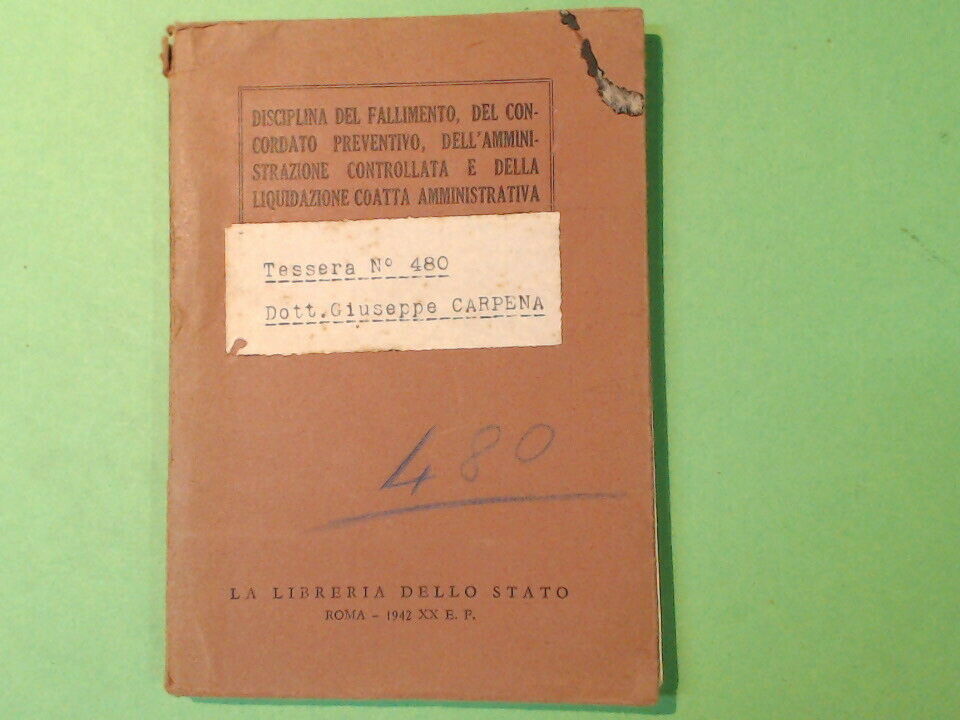 DISCIPLINA DEL FALLIMENTO, DEL CON-
CORDATO PREVENTIVO, DELL'AMMINI-
STRAZIONE CONTROLLATA E DELLA
LIQUIDAZIONE COATTA AMMINISTRATIVA
Tessera N° 480
Dott.Giuseppe CARPENA
480
LA LIBRERIA DELLO STATO
ROMA - 1942 XX E. F.